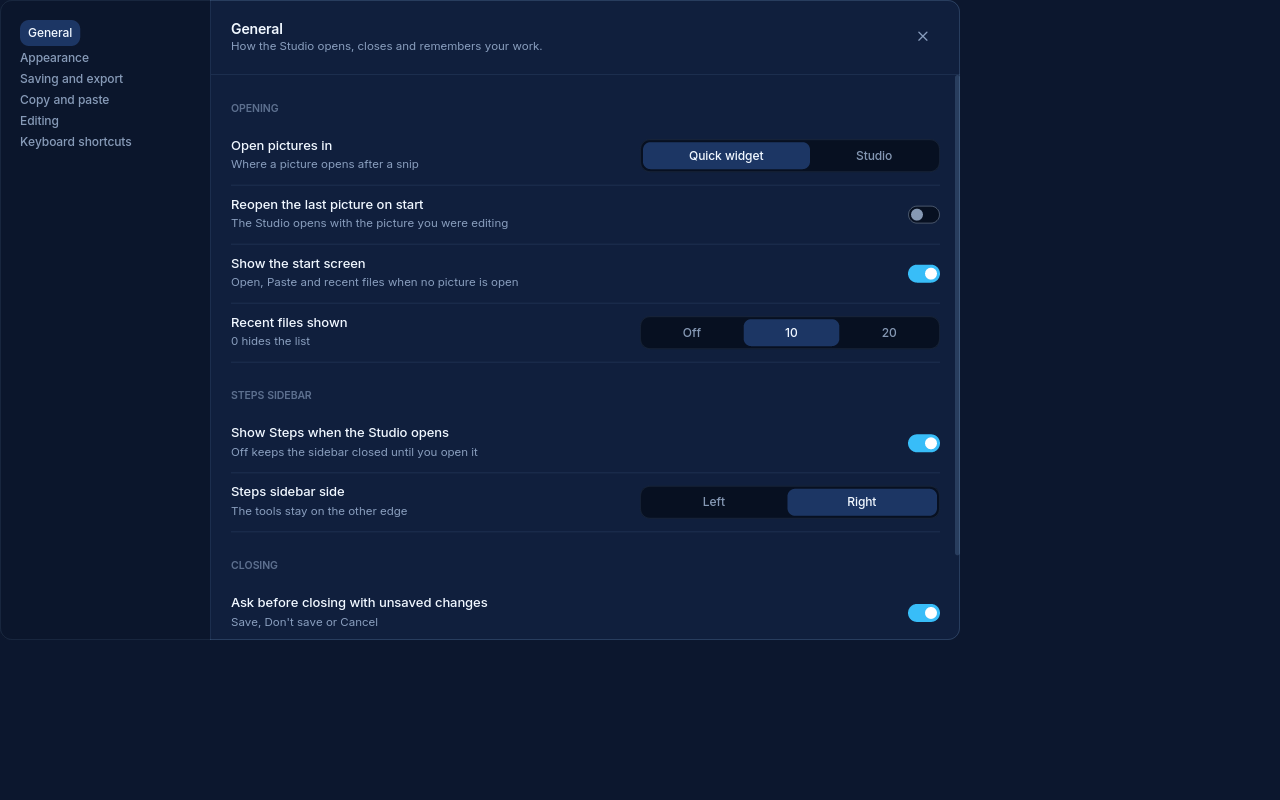 General
Appearance
Saving and export
Copy and paste
Editing
Keyboard shortcuts
General
How the Studio opens, closes and remembers your work.
OPENING
Open pictures in
Where a picture opens after a snip
Quick widget
Studio
Reopen the last picture on start
The Studio opens with the picture you were editing
Show the start screen
Open, Paste and recent files when no picture is open
Recent files shown
0 hides the list
Off
10
20
STEPS SIDEBAR
Show Steps when the Studio opens
Off keeps the sidebar closed until you open it
Steps sidebar side
The tools stay on the other edge
Left
Right
CLOSING
Ask before closing with unsaved changes
Save, Don't save or Cancel